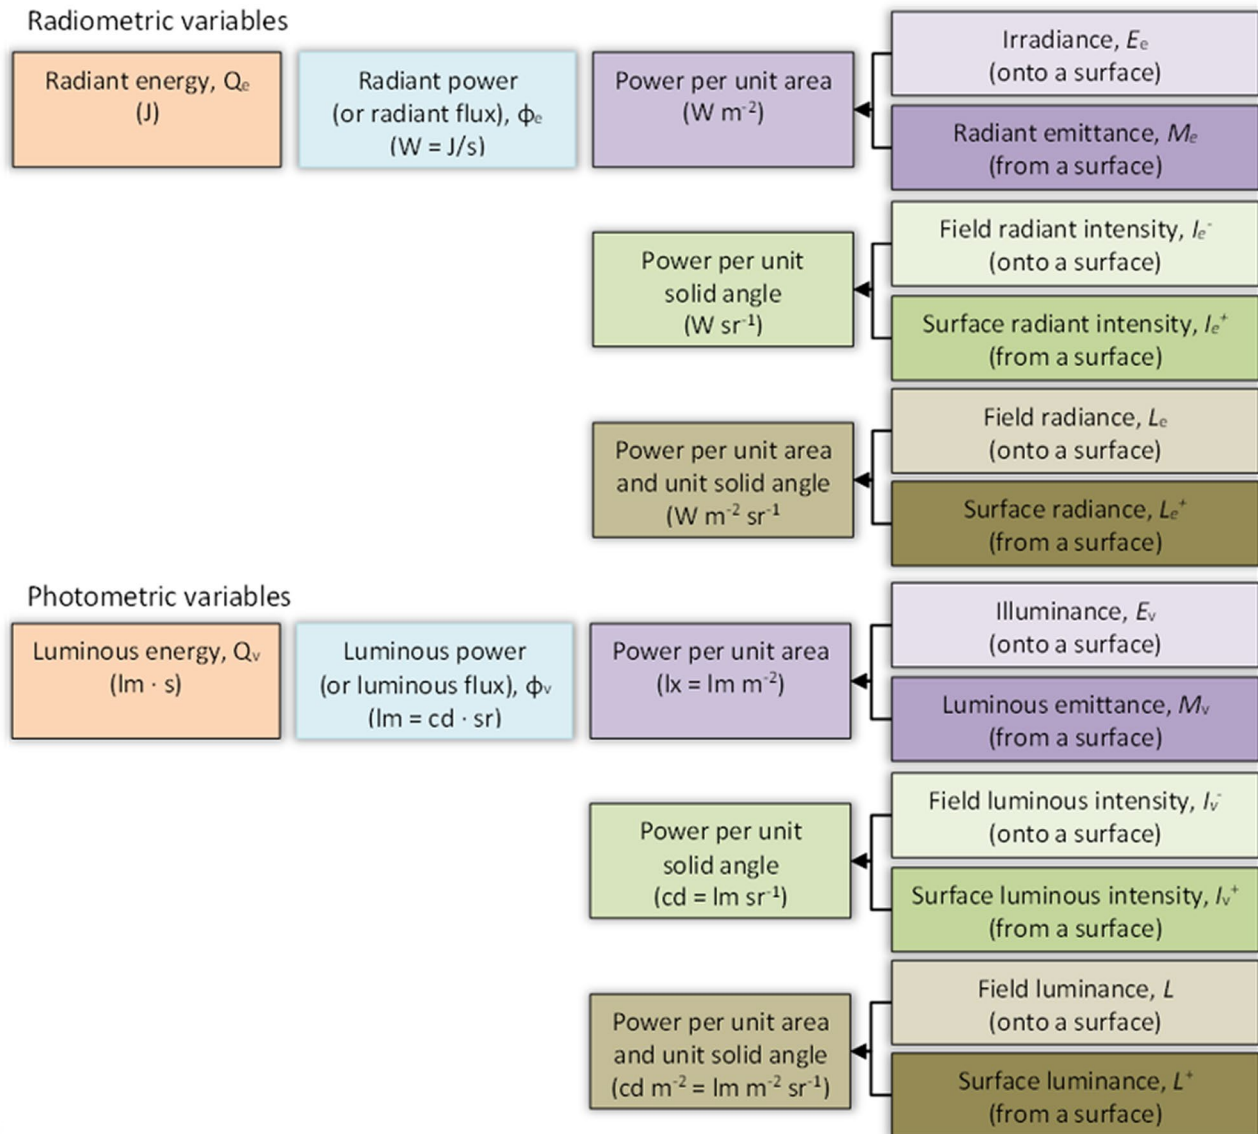 Radiometric variables
Radiant energy, Qe
(J)
Radiant power
(or radiant flux), ϕe
(W = J/s)
Power per unit area
(W m-2)
Irradiance, Ee
(onto a surface)
Radiant emittance, Me
(from a surface)
Power per unit
solid angle
(W sr-1)
Field radiant intensity, Ie-
(onto a surface)
Surface radiant intensity, Ie+
(from a surface)
Power per unit area
and unit solid angle
(W m-2 sr-1
Field radiance, Le
(onto a surface)
Surface radiance, Le+
(from a surface)
Photometric variables
Luminous energy, Qv
(lm · s)
Luminous power
(or luminous flux), ϕv
(lm = cd · sr)
Power per unit area
(lx = lm m-2)
Illuminance, Ev
(onto a surface)
Luminous emittance, Mv
(from a surface)
Power per unit
solid angle
(cd = lm sr-1)
Field luminous intensity, Iv-
(onto a surface)
Surface luminous intensity, Iv+
(from a surface)
Power per unit area
and unit solid angle
(cd m-2 = lm m-2 sr-1)
Field luminance, L
(onto a surface)
Surface luminance, L+
(from a surface)